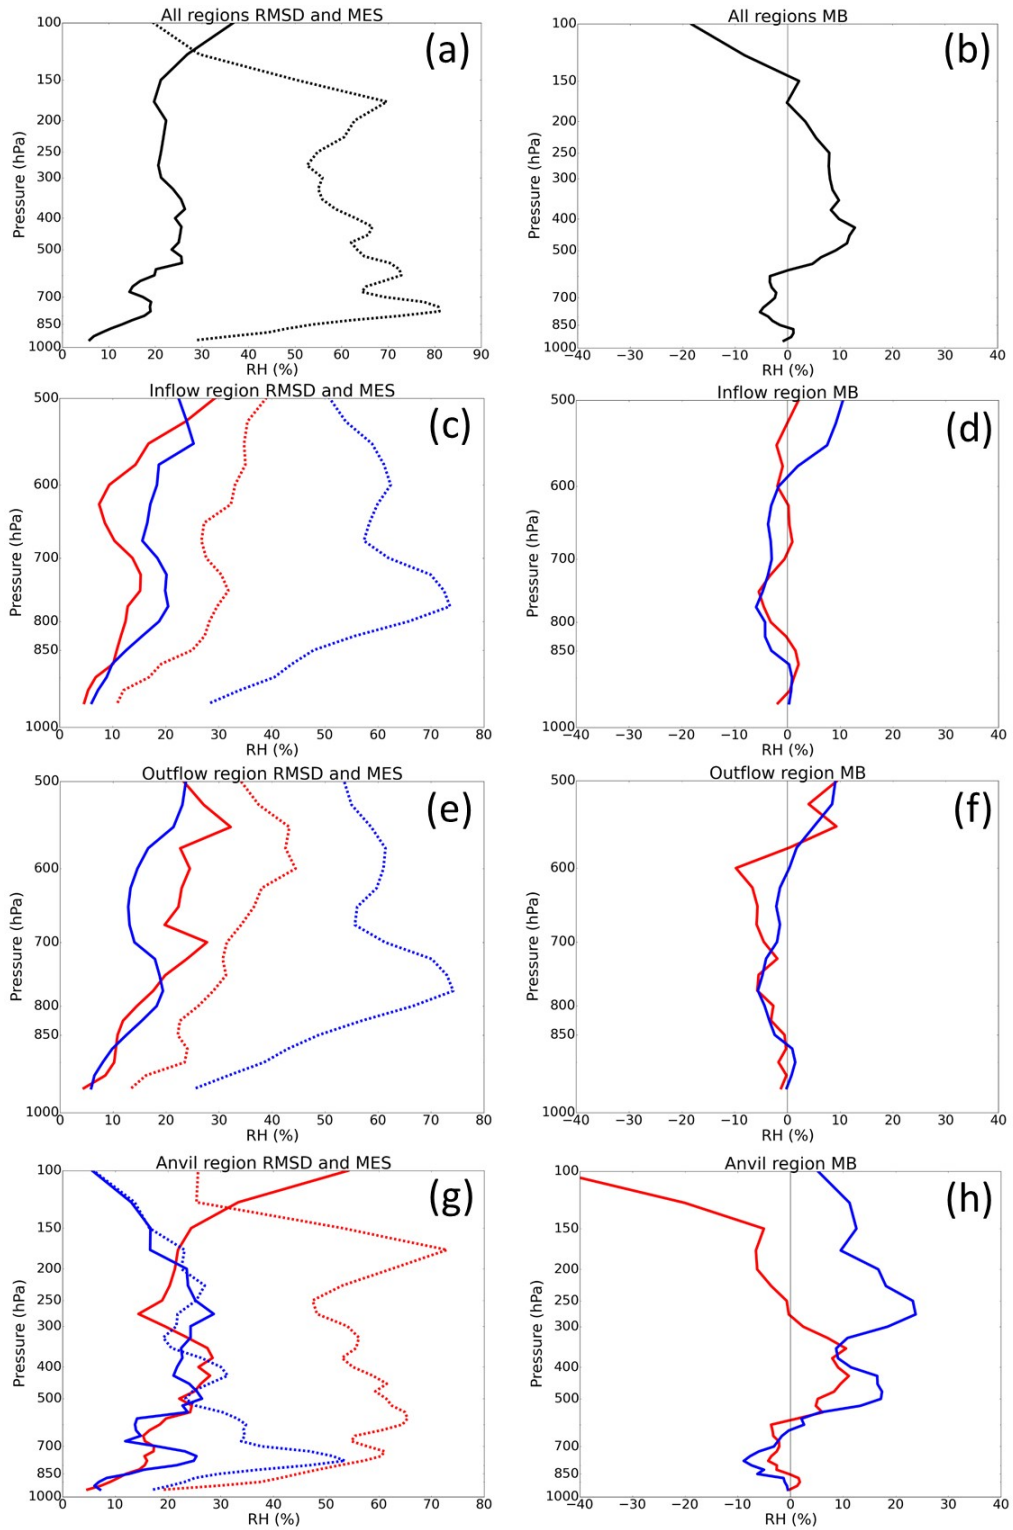 All regions RMSD and MES
(a)
100
150
200
250
300
400
500
700
850
1000
Pressure (hPa)
0 10 20 30 40 50 60 70 80 90
RH (%)
All regions MB
(b)
100
150
200
250
300
400
500
700
850
1000
Pressure (hPa)
−40 −30 −20 −10 0 10 20 30 40
RH (%)
Inflow region RMSD and MES
(c)
500
600
700
800
850
1000
Pressure (hPa)
0 10 20 30 40 50 60 70 80
RH (%)
Inflow region MB
(d)
500
600
700
800
850
1000
Pressure (hPa)
−40 −30 −20 −10 0 10 20 30 40
RH (%)
Outflow region RMSD and MES
(e)
500
600
700
800
850
1000
Pressure (hPa)
0 10 20 30 40 50 60 70 80
RH (%)
Outflow region MB
(f)
500
600
700
800
850
1000
Pressure (hPa)
−40 −30 −20 −10 0 10 20 30 40
RH (%)
Anvil region RMSD and MES
(g)
100
150
200
250
300
400
500
700
850
1000
Pressure (hPa)
0 10 20 30 40 50 60 70 80
RH (%)
Anvil region MB
(h)
100
150
200
250
300
400
500
700
850
1000
Pressure (hPa)
−40 −30 −20 −10 0 10 20 30 40
RH (%)